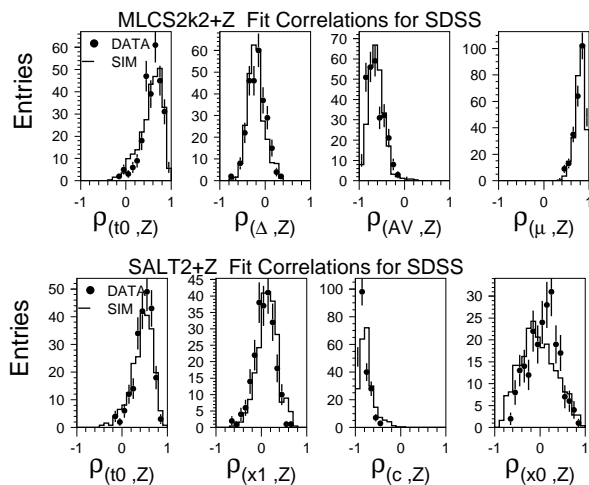 MLCS2k2+Z Fit Correlations for SDSS
Entries
60
50
40
30
20
10
0
DATA
SIM
-1 0 1
ρ(t0 ,Z)
60
50
40
30
20
10
0
-1 0 1
ρ(Δ ,Z)
70
60
50
40
30
20
10
0
-1 0 1
ρ(AV ,Z)
100
80
60
40
20
0
-1 0 1
ρ(μ ,Z)
SALT2+Z Fit Correlations for SDSS
Entries
50
40
30
20
10
0
DATA
SIM
-1 0 1
ρ(t0 ,Z)
45
40
35
30
25
20
15
10
5
0
-1 0 1
ρ(x1 ,Z)
100
80
60
40
20
0
-1 0 1
ρ(c ,Z)
30
25
20
15
10
5
0
-1 0 1
ρ(x0 ,Z)